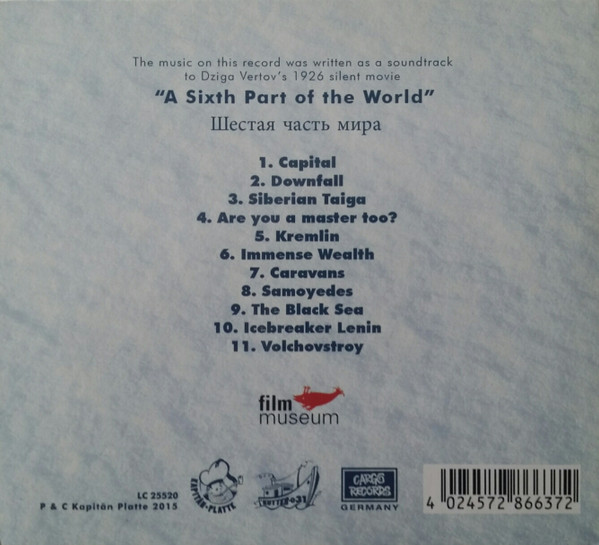 The music on this record was written as a soundtrack
to Dziga Vertov's 1926 silent movie
"A Sixth Part of the World"
Шестая часть мира
1. Capital
2. Downfall
3. Siberian Taiga
4. Are you a master too?
5. Kremlin
6. Immense Wealth
7. Caravans
8. Samoyedes
9. The Black Sea
10. Icebreaker Lenin
11. Volchovstroy
film
museum
LC 25520
P & C Kapitän Platte 2015
KAPITÄN-PLATTE
CARGO
RECORDS
GERMANY
4 024572 866372